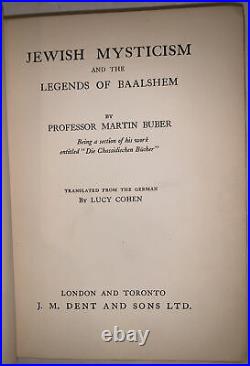 JEWISH MYSTICISM
AND THE
LEGENDS OF BAALSHEM
BY
PROFESSOR MARTIN BUBER
Being a section of his work
entitled "Die Chassidischen Bücher"
TRANSLATED FROM THE GERMAN
BY LUCY COHEN
LONDON AND TORONTO
J. M. DENT AND SONS LTD.